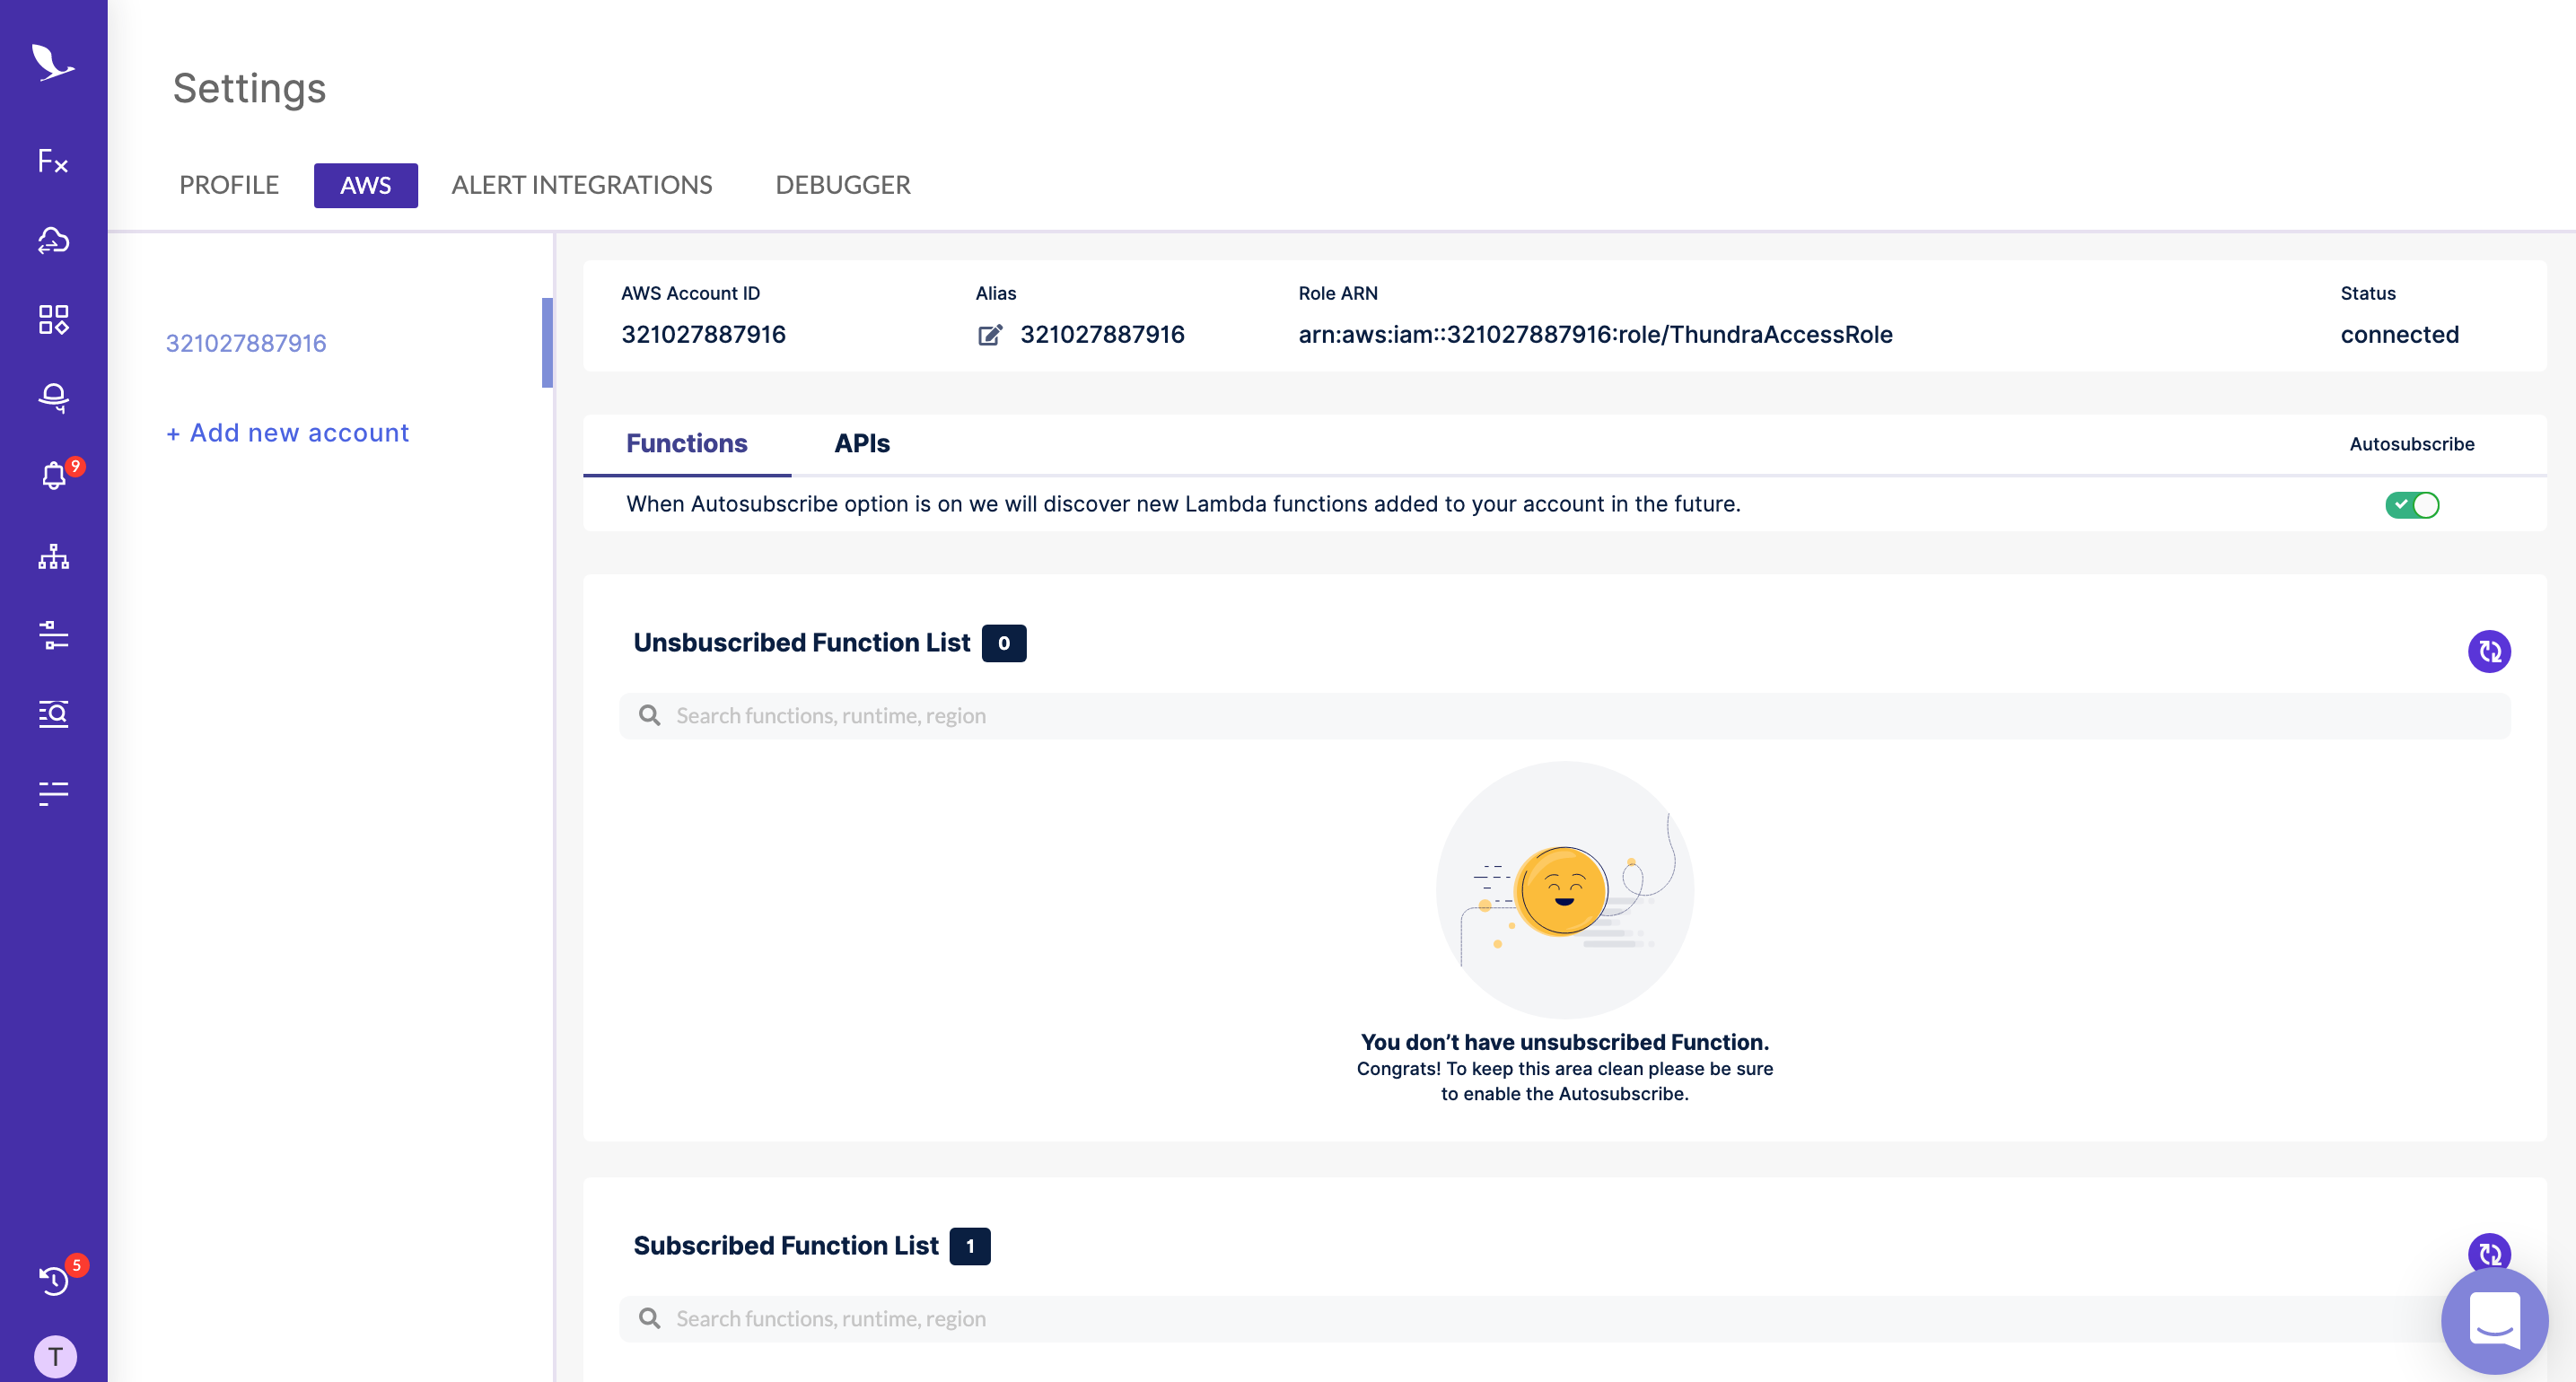 Settings
Fx
PROFILE AWS ALERT INTEGRATIONS DEBUGGER
321027887916
+ Add new account
AWS Account ID Alias Role ARN Status
321027887916 321027887916 arn:aws:iam::321027887916:role/ThundraAccessRole connected
9
Functions APIs Autosubscribe
When Autosubscribe option is on we will discover new Lambda functions added to your account in the future.
Unsbuscribed Function List 0
Search functions, runtime, region
You don’t have unsubscribed Function.
Congrats! To keep this area clean please be sure
to enable the Autosubscribe.
Subscribed Function List 1
5
Search functions, runtime, region
T